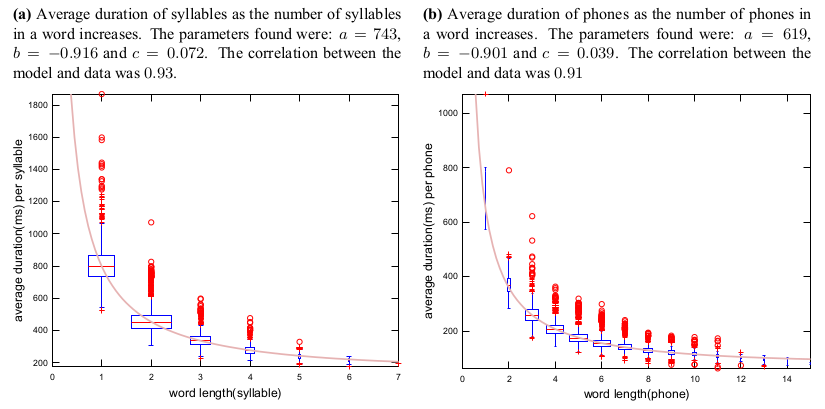 (a) Average duration of syllables as the number of syllables
in a word increases. The parameters found were: a = 743,
b = −0.916 and c = 0.072. The correlation between the
model and data was 0.93.
(b) Average duration of phones as the number of phones in
a word increases. The parameters found were: a = 619,
b = −0.901 and c = 0.039. The correlation between the
model and data was 0.91
average duration(ms) per syllable
1800
1600
1400
1200
1000
800
600
400
200
0 1 2 3 4 5 6 7
word length(syllable)
average duration(ms) per phone
1000
800
600
400
200
0 2 4 6 8 10 12 14
word length(phone)